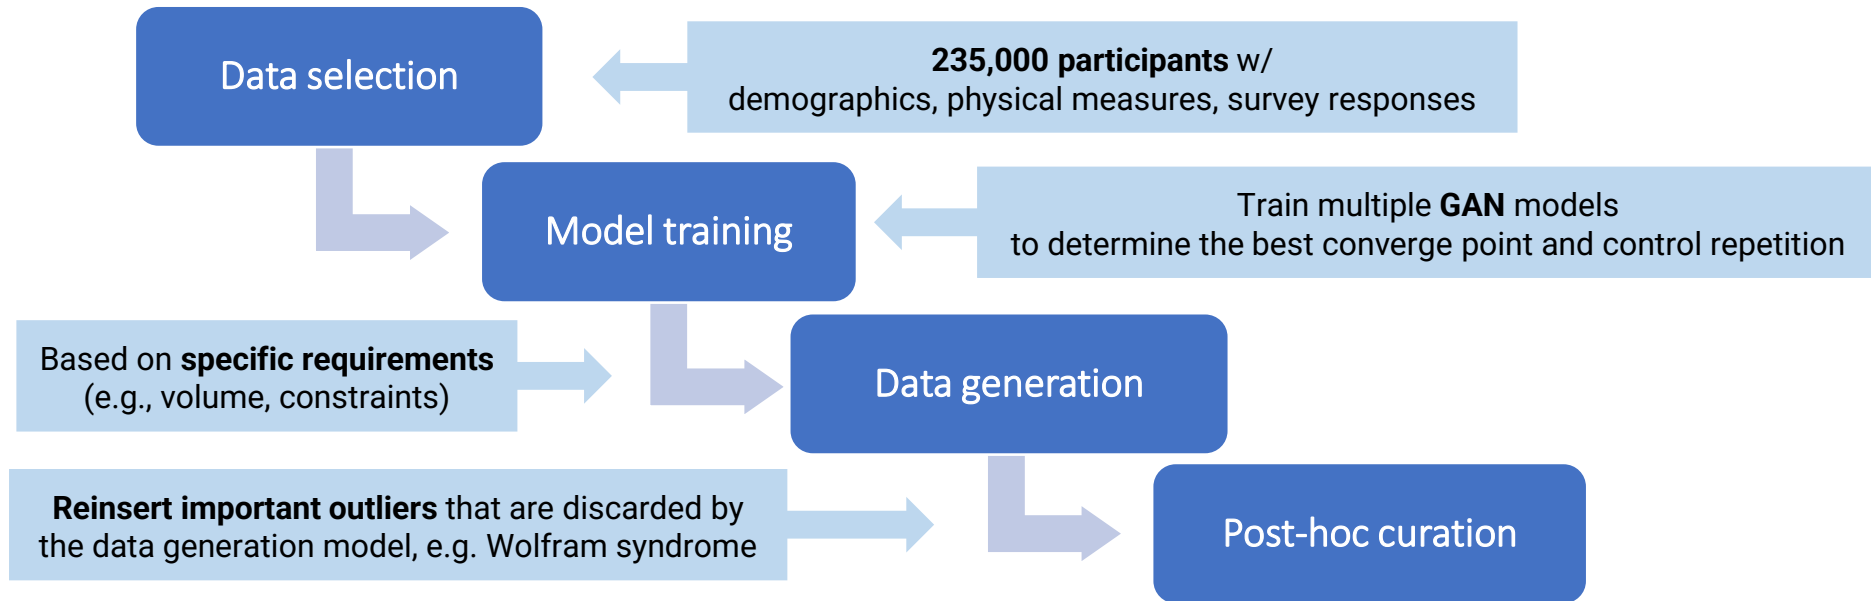 Data selection
235,000 participants w/
demographics, physical measures, survey responses
Model training
Train multiple GAN models
to determine the best converge point and control repetition
Based on specific requirements
(e.g., volume, constraints)
Data generation
Reinsert important outliers that are discarded by
the data generation model, e.g. Wolfram syndrome
Post-hoc curation